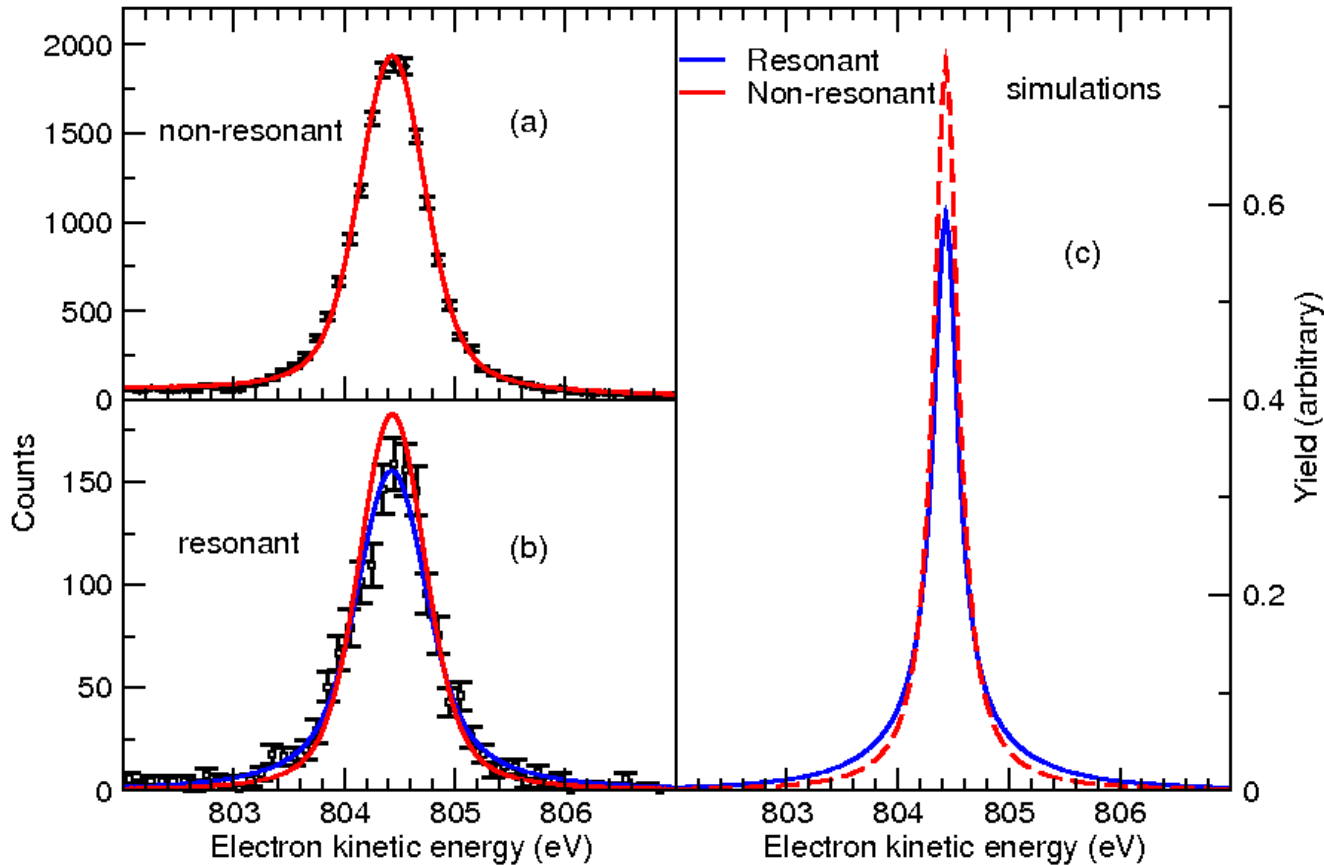 2000
1500
1000
500
0
non-resonant
(a)
Resonant
Non-resonant
simulations
(c)
0.6
0.4
0.2
0
Yield (arbitrary)
Counts
150
100
50
0
resonant
(b)
803 804 805 806
Electron kinetic energy (eV)
803 804 805 806
Electron kinetic energy (eV)